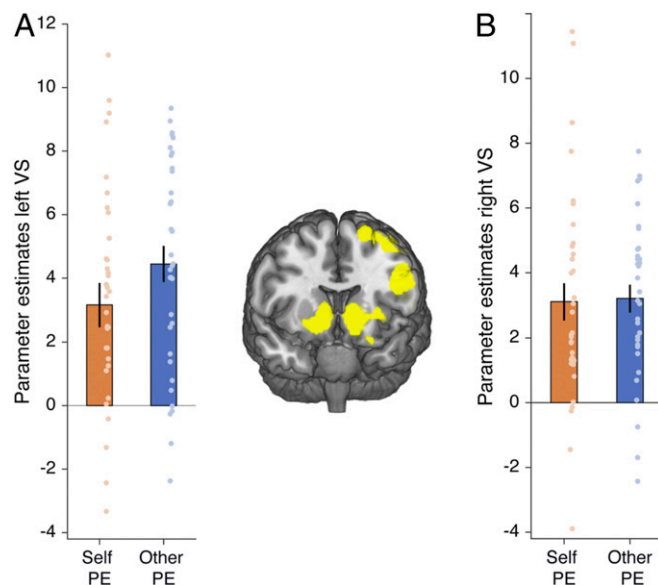 A
12
10
8
6
4
2
0
-2
-4
Parameter estimates left VS
Self
PE
Other
PE
B
10
8
6
4
2
0
-2
-4
Parameter estimates right VS
Self
PE
Other
PE